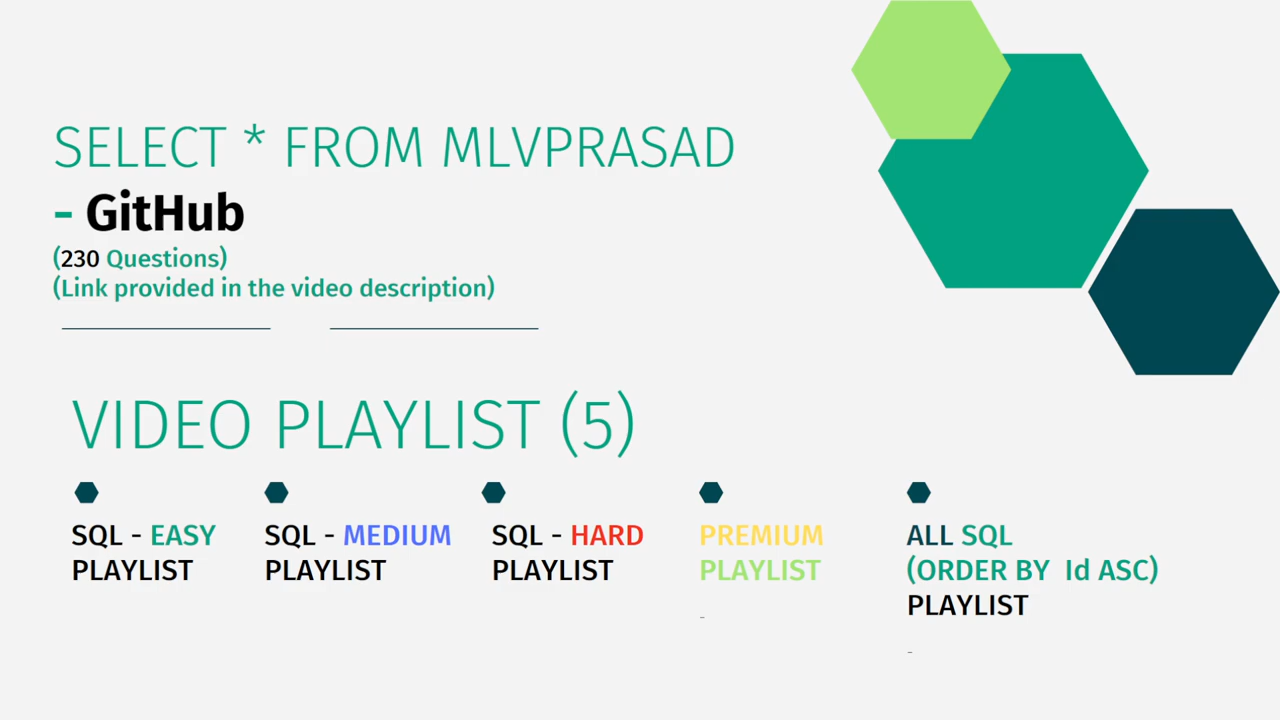 SELECT * FROM MLVPRASAD
- GitHub
(230 Questions)
(Link provided in the video description)
VIDEO PLAYLIST (5)
SQL - EASY
PLAYLIST
SQL - MEDIUM
PLAYLIST
SQL - HARD
PLAYLIST
PREMIUM
PLAYLIST
-
ALL SQL
(ORDER BY Id ASC)
PLAYLIST
-